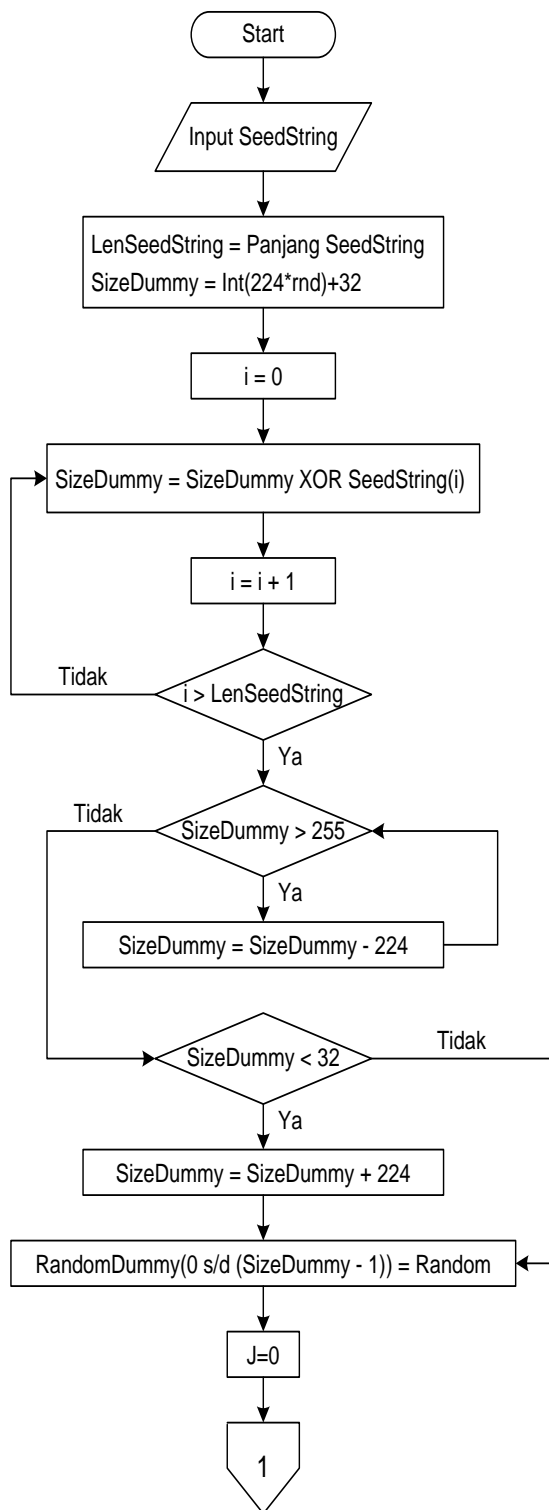 Start
Input SeedString
LenSeedString = Panjang SeedString
SizeDummy = Int(224*rnd)+32
i = 0
SizeDummy = SizeDummy XOR SeedString(i)
i = i + 1
Tidak
i > LenSeedString
Ya
Tidak
SizeDummy > 255
Ya
SizeDummy = SizeDummy - 224
SizeDummy < 32
Tidak
Ya
SizeDummy = SizeDummy + 224
RandomDummy(0 s/d (SizeDummy - 1)) = Random
J=0
1